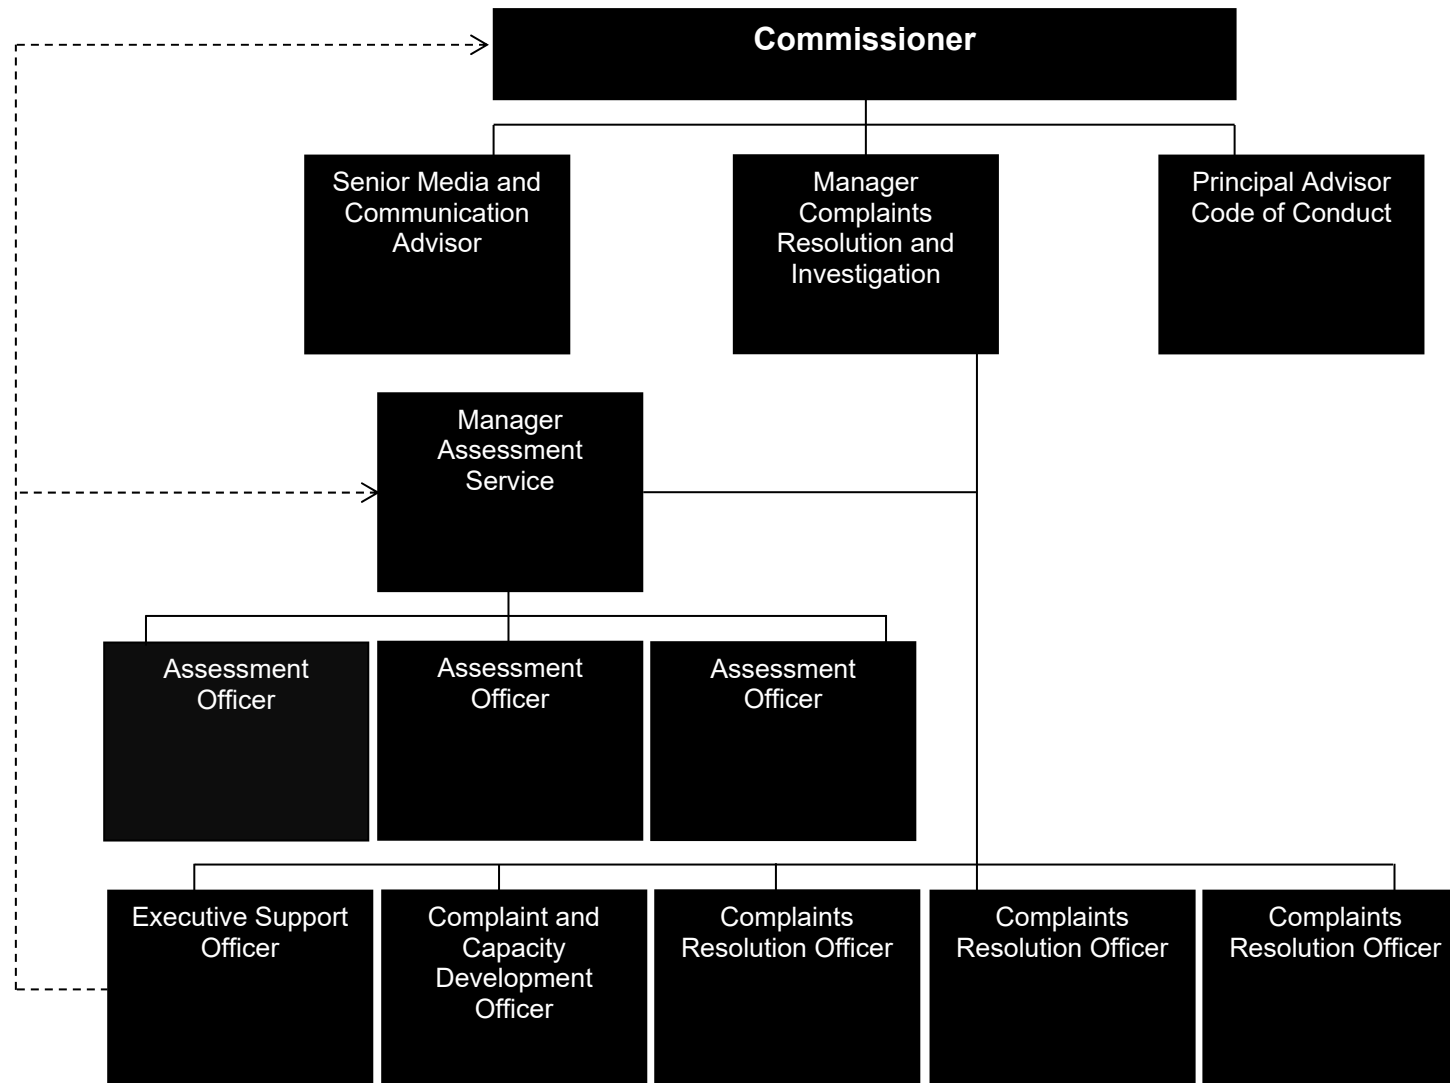 Commissioner
Senior Media and
Communication
Advisor
Manager
Complaints
Resolution and
Investigation
Principal Advisor
Code of Conduct
Manager
Assessment
Service
Assessment
Officer
Assessment
Officer
Assessment
Officer
Executive Support
Officer
Complaint and
Capacity
Development
Officer
Complaints
Resolution Officer
Complaints
Resolution Officer
Complaints
Resolution Officer